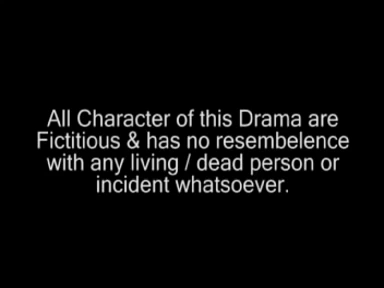 All Character of this Drama are
Fictitious & has no resembelence
with any living / dead person or
incident whatsoever.